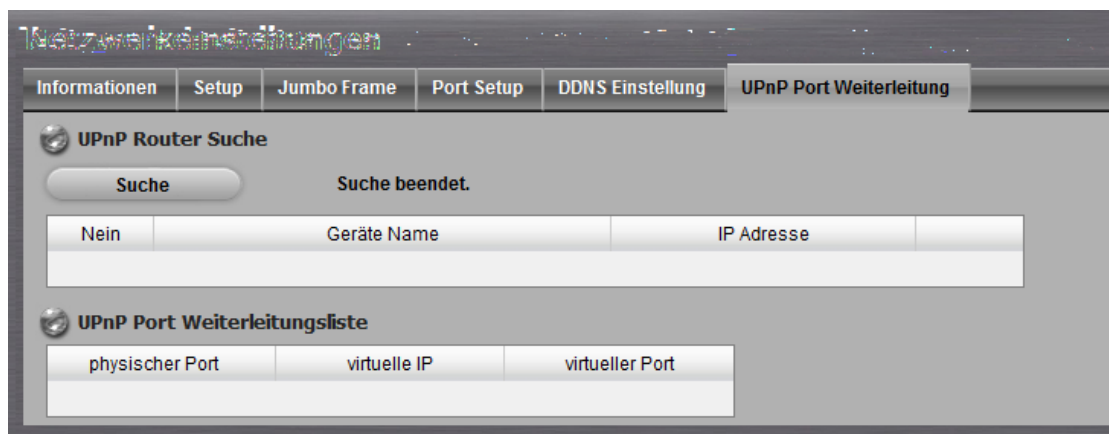 Netzwerkeinstellungen
Informationen Setup Jumbo Frame Port Setup DDNS Einstellung UPnP Port Weiterleitung
UPnP Router Suche
Suche Suche beendet.
Nein Geräte Name IP Adresse
UPnP Port Weiterleitungsliste
physischer Port virtuelle IP virtueller Port